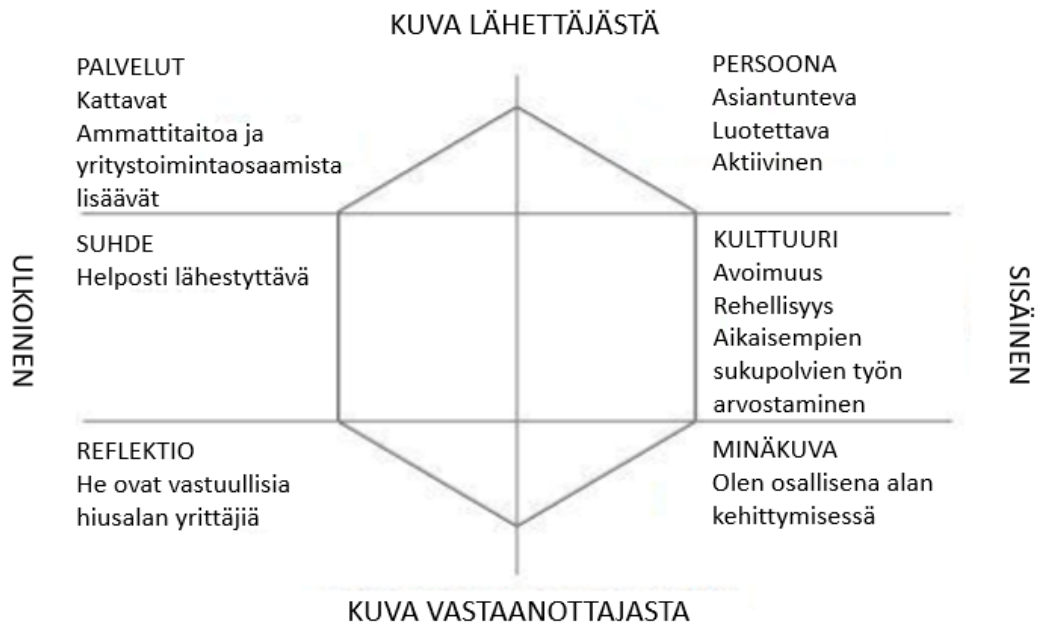 KUVA LÄHETTÄJÄSTÄ
PALVELUT
Kattavat
Ammattitaitoa ja
yritystoimintaosaamista
lisäävät
PERSOONA
Asiantunteva
Luotettava
Aktiivinen
ULKOINEN
SUHDE
Helposti lähestyttävä
KULTTUURI
Avoimuus
Rehellisyys
Aikaisempien
sukupolvien työn
arvostaminen
SISÄINEN
REFLEKTIO
He ovat vastuullisia
hiusalan yrittäjiä
MINÄKUVA
Olen osallisena alan
kehittymisessä
KUVA VASTAANOTTAJASTA